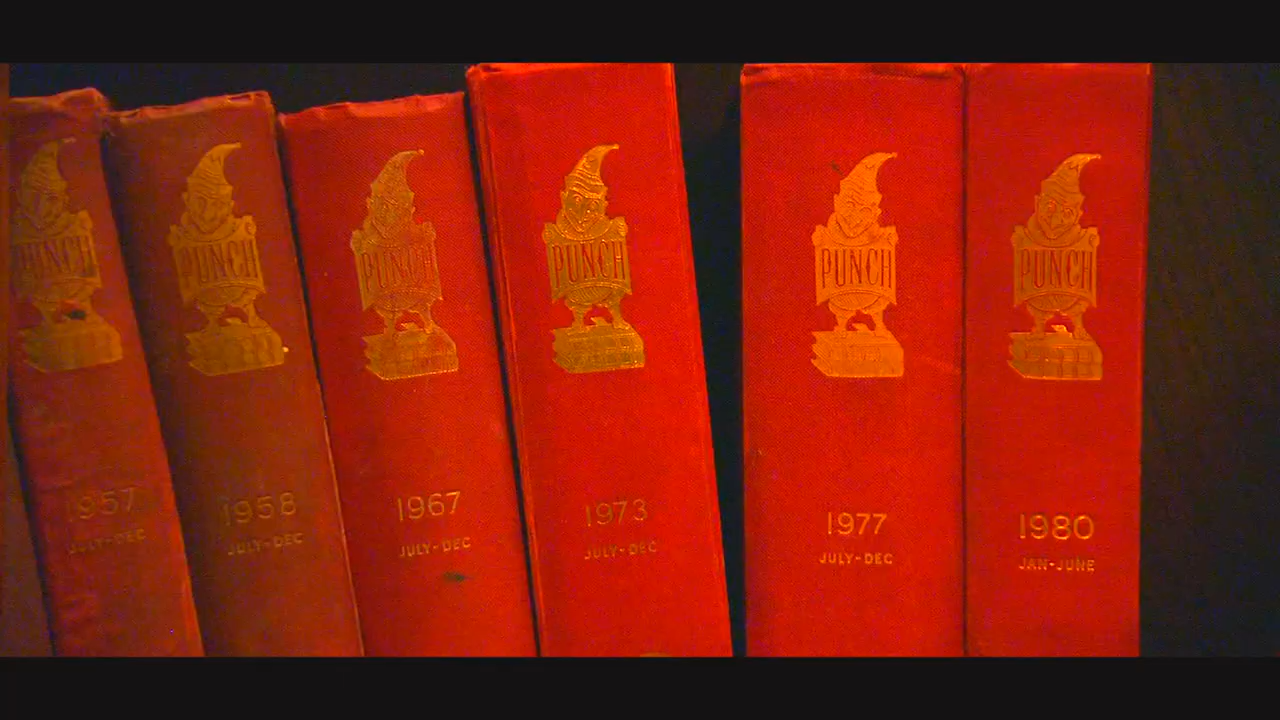 PUNCH
1957
JULY-DEC
PUNCH
1958
JULY-DEC
PUNCH
1967
JULY-DEC
PUNCH
1973
JULY-DEC
PUNCH
1977
JULY-DEC
PUNCH
1980
JAN-JUNE